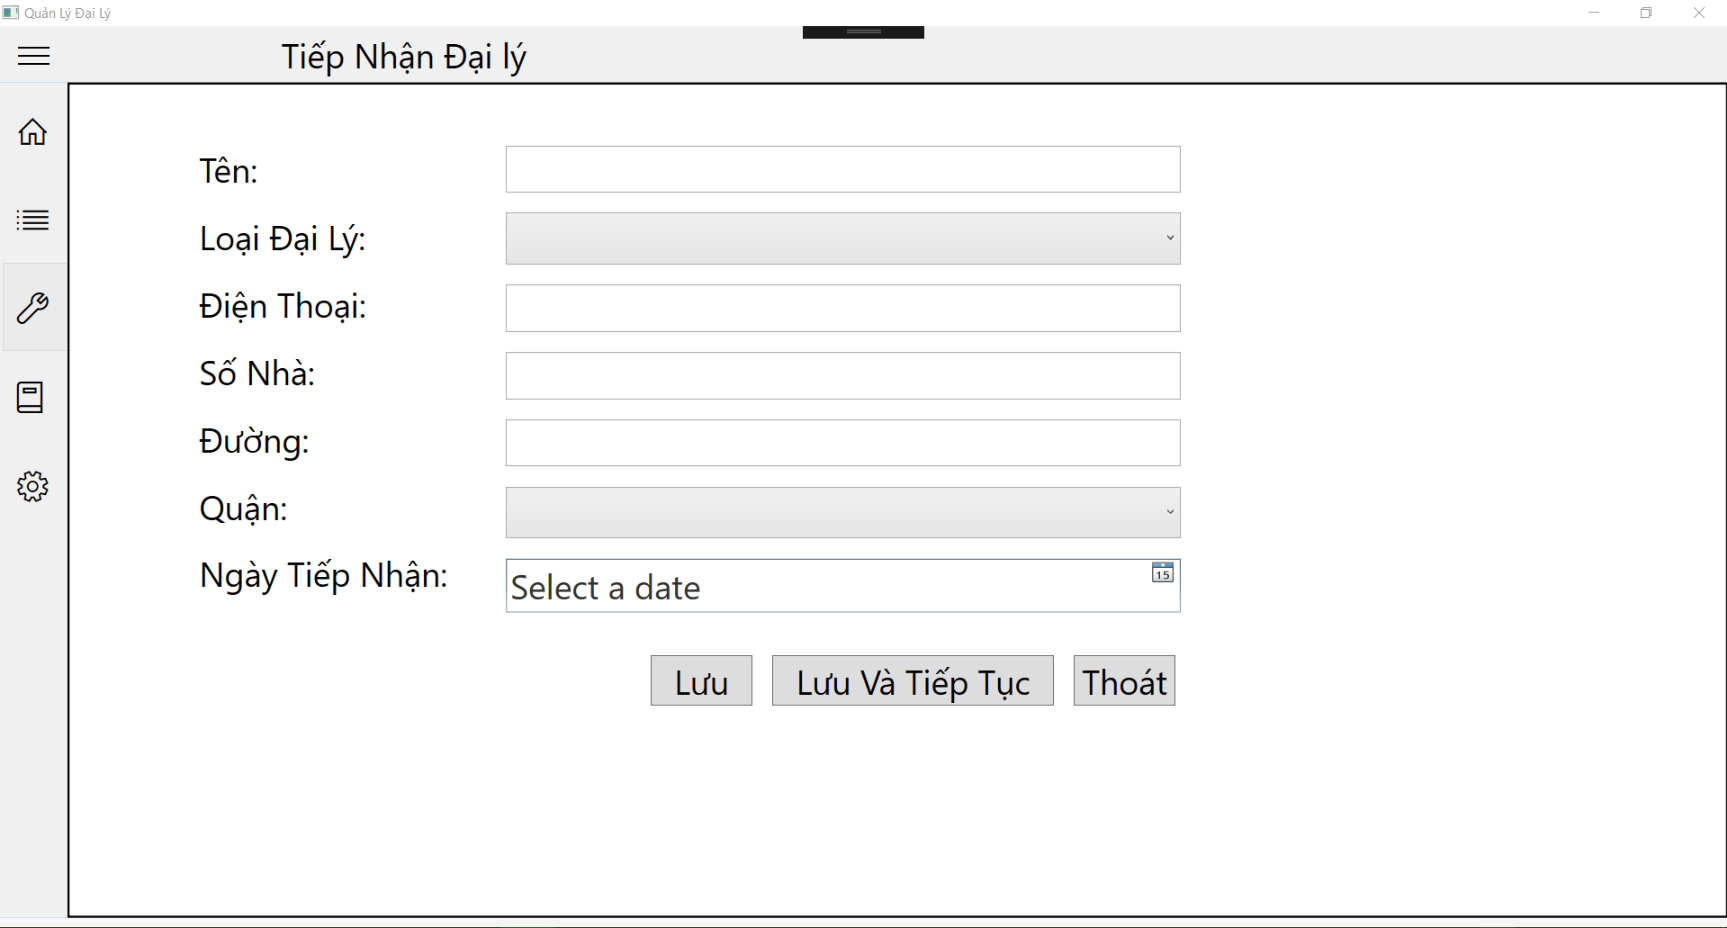 Quản Lý Đại Lý
Tiếp Nhận Đại lý
Tên:
Loại Đại Lý:
Điện Thoại:
Số Nhà:
Đường:
Quận:
Ngày Tiếp Nhận:
Select a date
15
Lưu
Lưu Và Tiếp Tục
Thoát